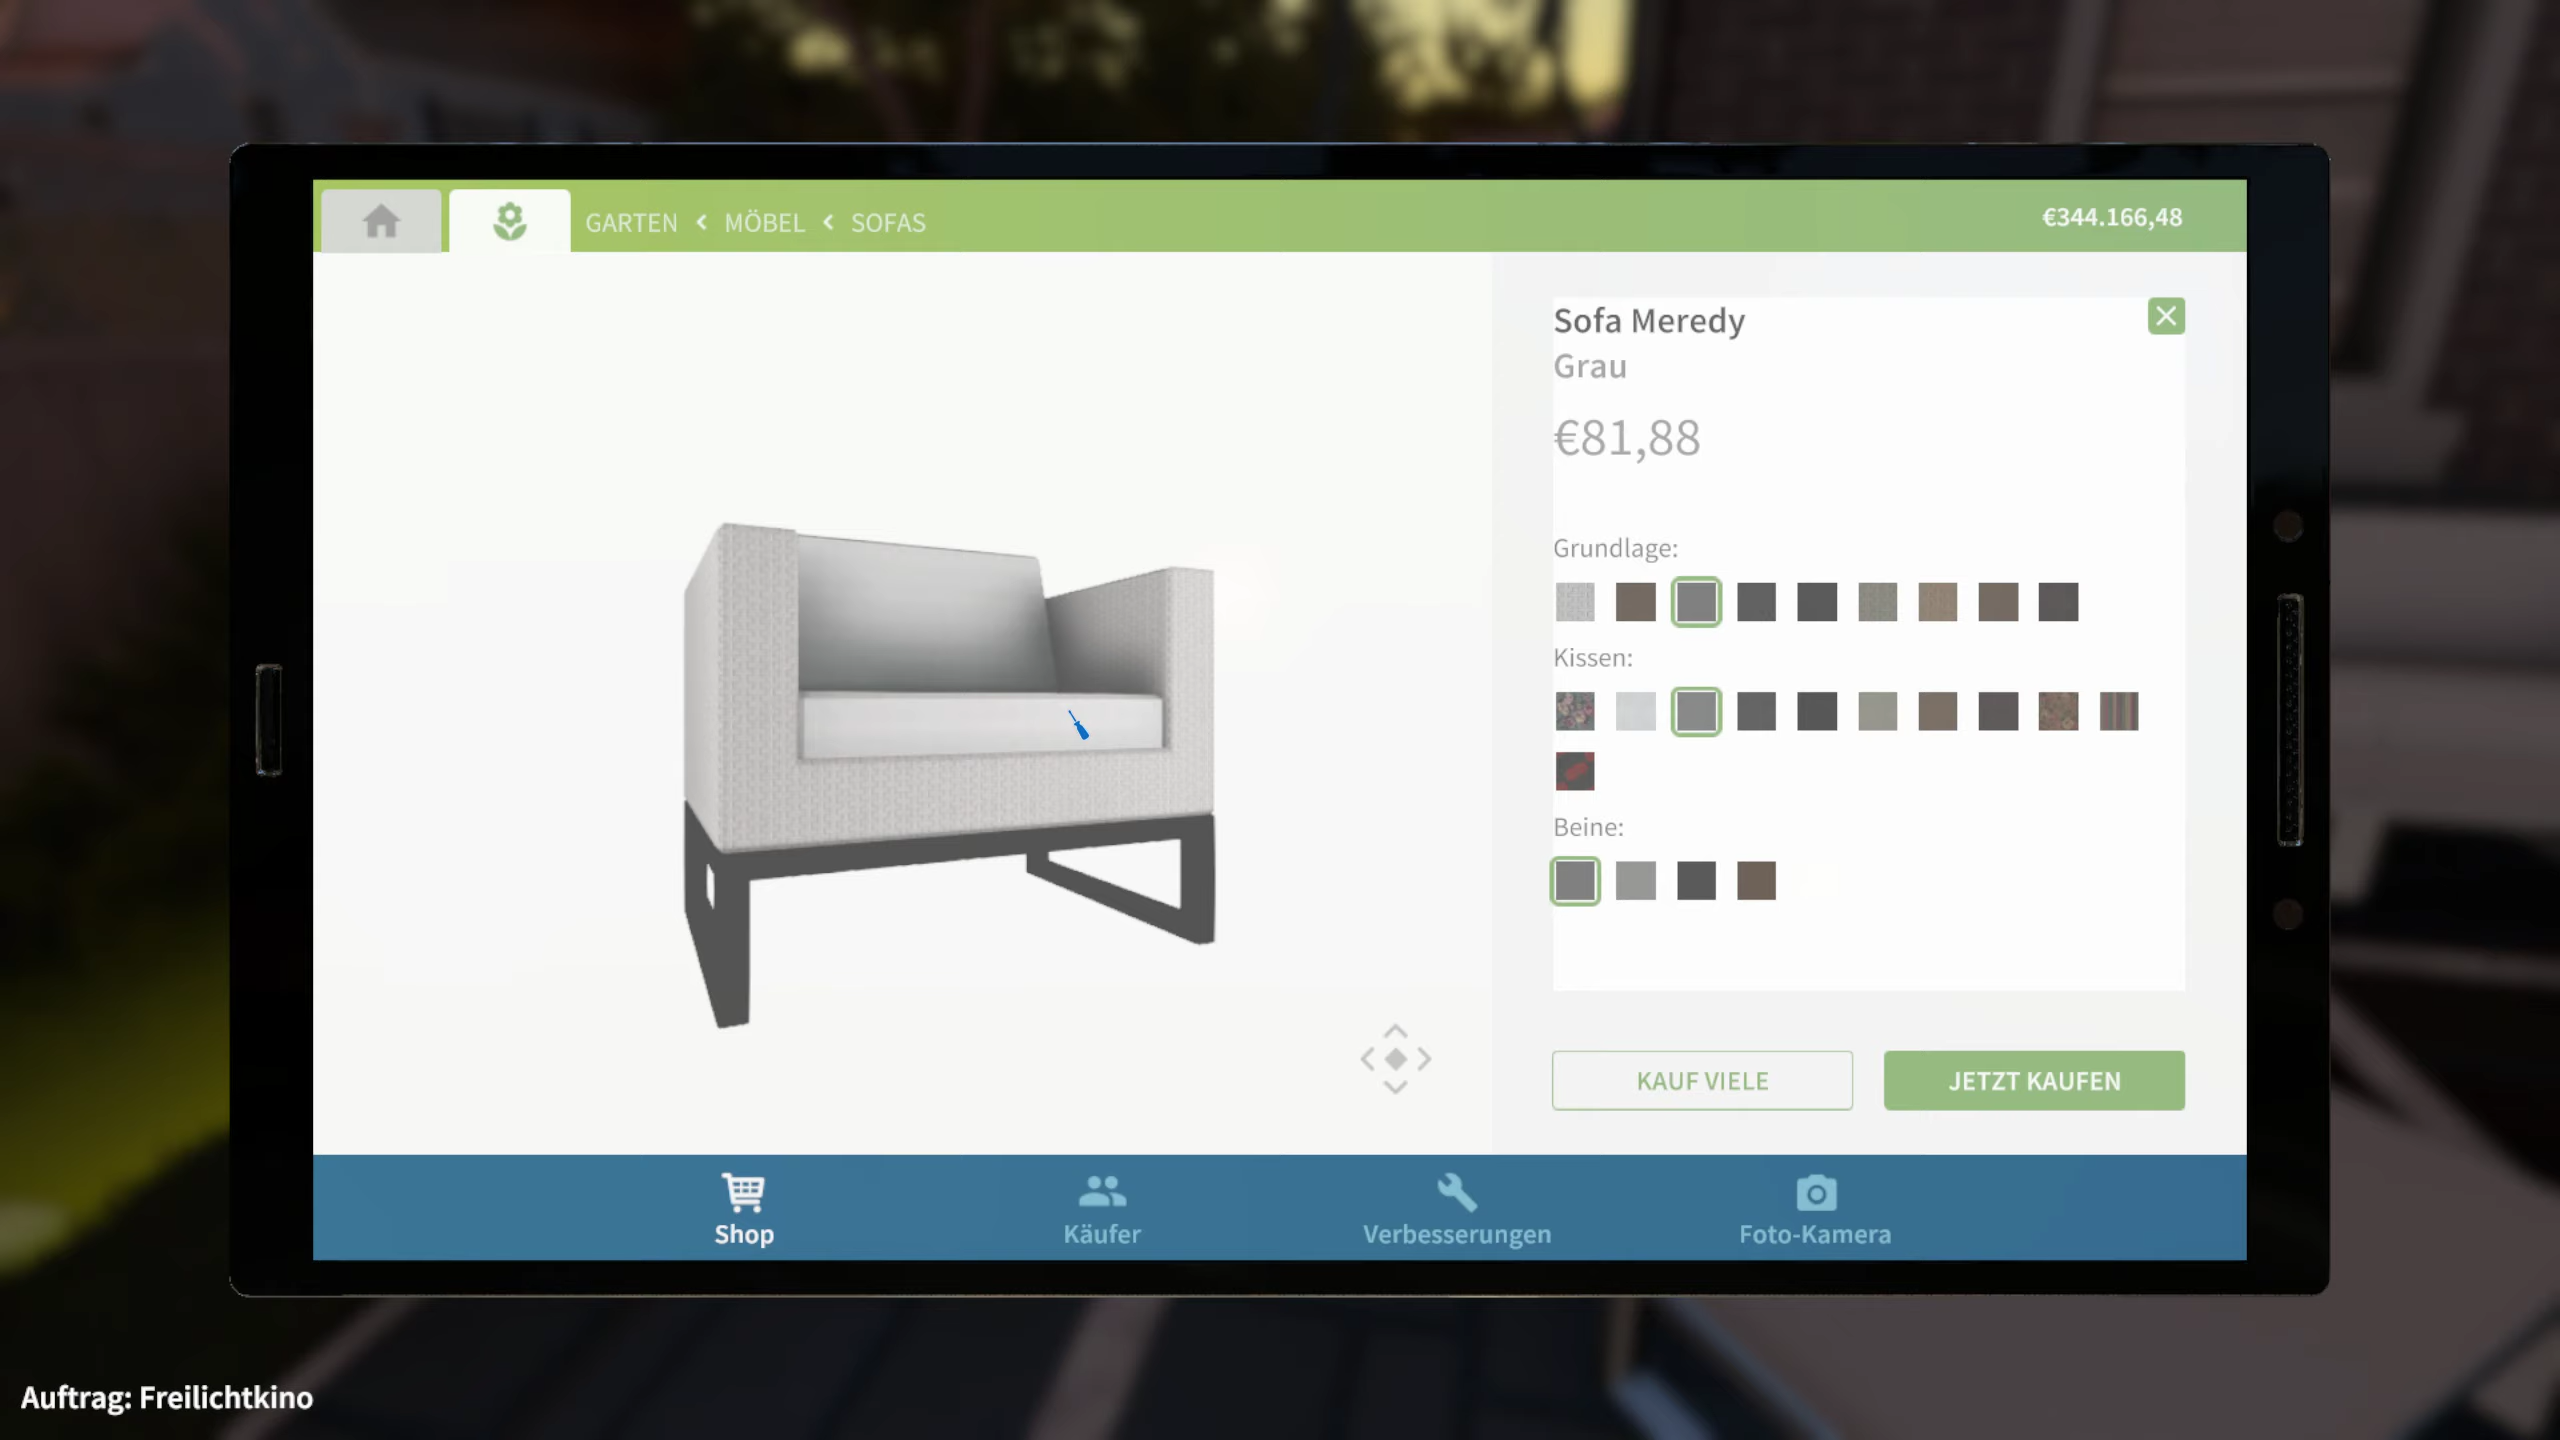 GARTEN < MÖBEL < SOFAS
€344.166,48
Sofa Meredy
Grau
€81,88
Grundlage:
Kissen:
Beine:
KAUF VIELE
JETZT KAUFEN
Shop
Käufer
Verbesserungen
Foto-Kamera
Auftrag: Freilichtkino